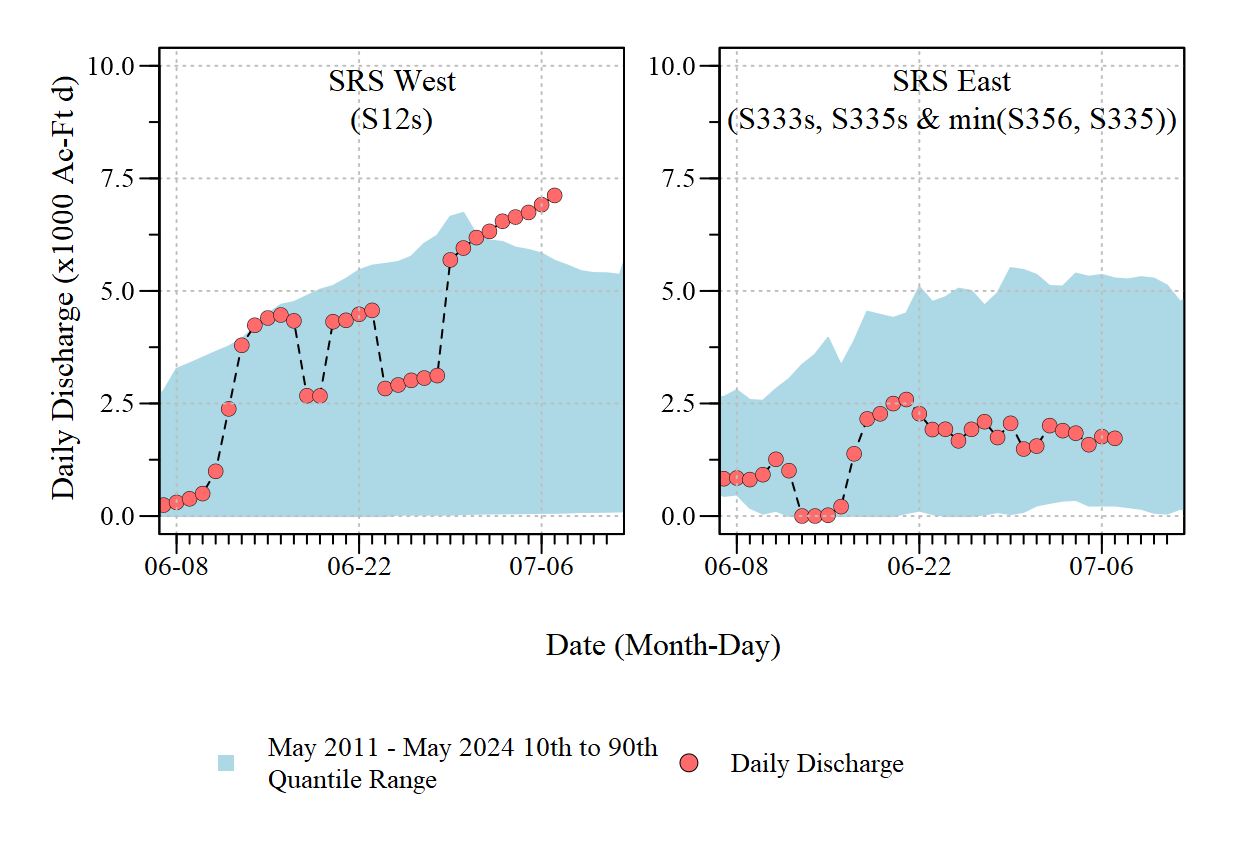 SRS West
(S12s)
SRS East
(S333s, S335s & min(S356, S335))
Daily Discharge (x1000 Ac-Ft d)
10.0
7.5
5.0
2.5
0.0
06-08
06-22
07-06
10.0
7.5
5.0
2.5
0.0
06-08
06-22
07-06
Date (Month-Day)
May 2011 - May 2024 10th to 90th
Quantile Range
Daily Discharge